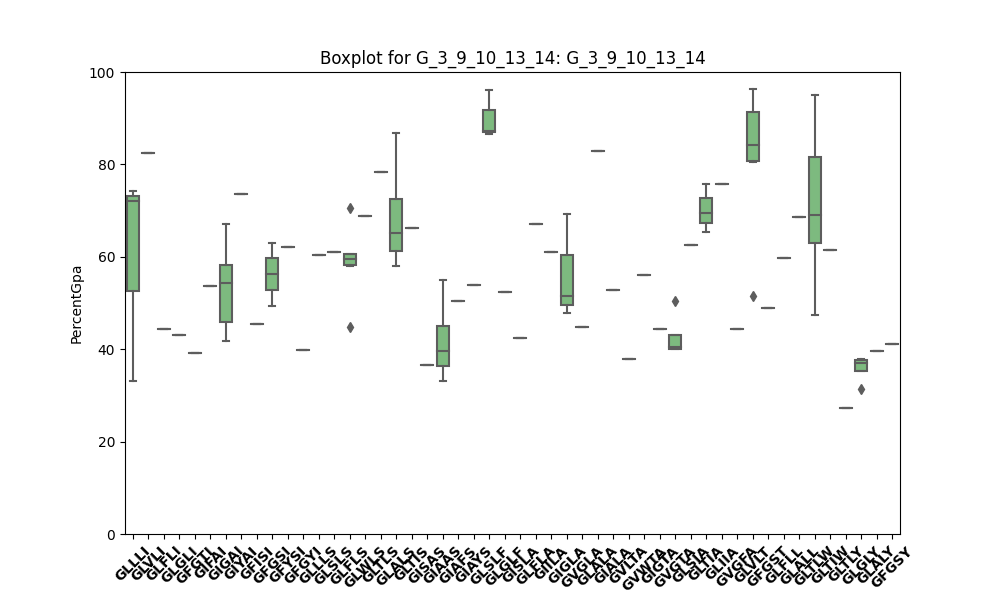 Boxplot for G_3_9_10_13_14: G_3_9_10_13_14
100
80
60
40
20
0
PercentGpa
GLLLI
GLVLI
GLFLI
GLGLI
GFGTI
GIFAI
GIGAI
GIYAI
GFISI
GFGSI
GFYSI
GFGYI
GLLLS
GLSLS
GLFLS
GLWLS
GLTLS
GLALS
GLTIS
GISAS
GIAAS
GIAFS
GIAYS
GLSLF
GLGLF
GISLA
GLFLA
GIILA
GIGLA
GVGLA
GLALA
GIALA
GVLTA
GVWTA
GIGTA
GVGTA
GLSIA
GLIIA
GVGFA
GLVLT
GFGST
GLFLL
GLALL
GLTLW
GLTIW
GLTLY
GLGLY
GLALY
GFGSY